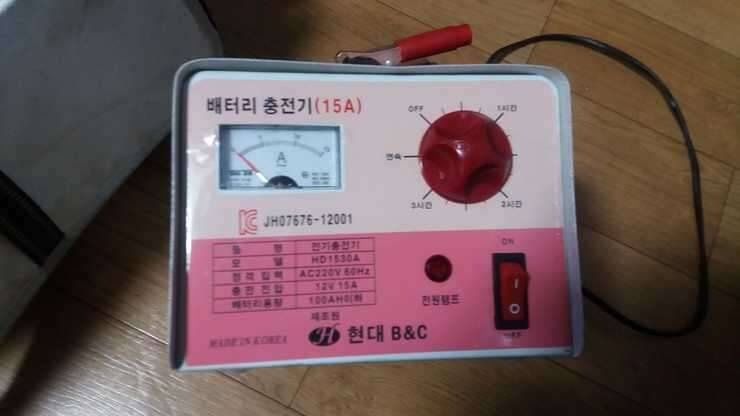 배터리 충전기(15A)
OFF
1시간
A
연속
3시간
2시간
JH07676-12001
품 명 전기충전기
모 델 HD1530A
정격 입력 AC220V 60Hz
충전 전압 12V 15A
배터리용량 100AH이하
전원램프
ON
OFF
제조원
MADE IN KOREA
현대 B&C